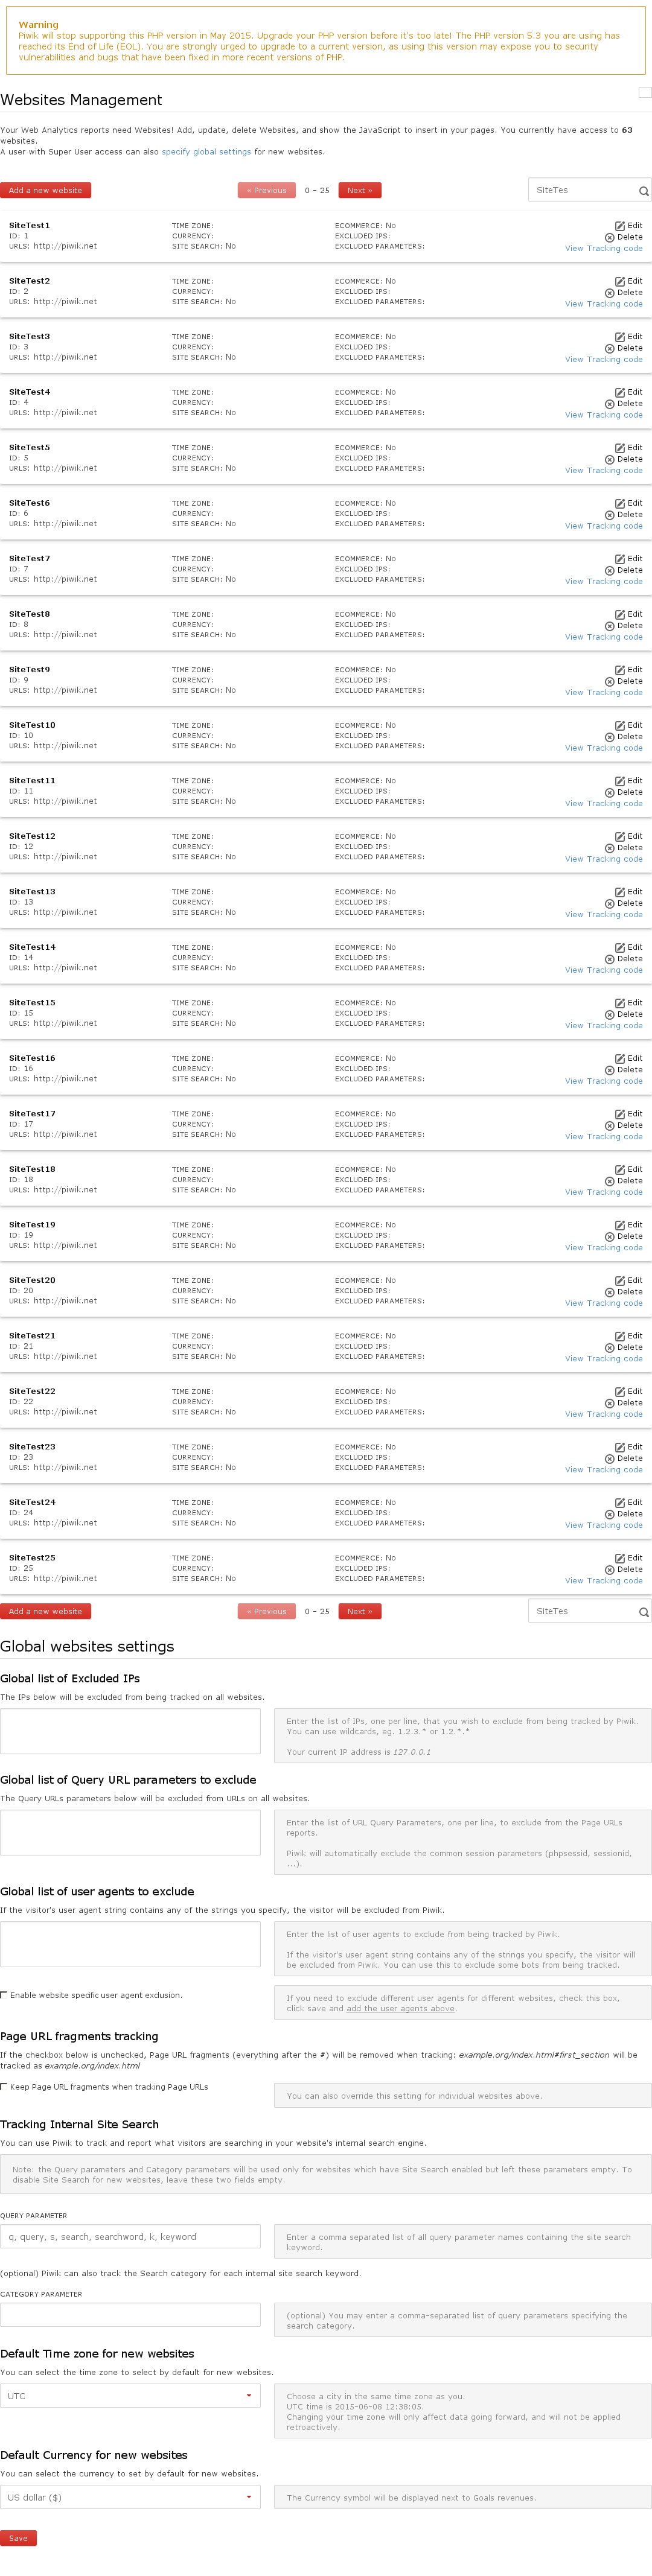 Warning
Piwik will stop supporting this PHP version in May 2015. Upgrade your PHP version before it's too late! The PHP version 5.3 you are using has
reached its End of Life (EOL). You are strongly urged to upgrade to a current version, as using this version may expose you to security
vulnerabilities and bugs that have been fixed in more recent versions of PHP.
Websites Management
Your Web Analytics reports need Websites! Add, update, delete Websites, and show the JavaScript to insert in your pages. You currently have access to 63
websites.
A user with Super User access can also specify global settings for new websites.
Add a new website « Previous 0 - 25 Next » SiteTes
SiteTest1 TIME ZONE: ECOMMERCE: No Edit
ID: 1 CURRENCY: EXCLUDED IPS: Delete
URLS: http://piwik.net SITE SEARCH: No EXCLUDED PARAMETERS: View Tracking code
SiteTest2 TIME ZONE: ECOMMERCE: No Edit
ID: 2 CURRENCY: EXCLUDED IPS: Delete
URLS: http://piwik.net SITE SEARCH: No EXCLUDED PARAMETERS: View Tracking code
SiteTest3 TIME ZONE: ECOMMERCE: No Edit
ID: 3 CURRENCY: EXCLUDED IPS: Delete
URLS: http://piwik.net SITE SEARCH: No EXCLUDED PARAMETERS: View Tracking code
SiteTest4 TIME ZONE: ECOMMERCE: No Edit
ID: 4 CURRENCY: EXCLUDED IPS: Delete
URLS: http://piwik.net SITE SEARCH: No EXCLUDED PARAMETERS: View Tracking code
SiteTest5 TIME ZONE: ECOMMERCE: No Edit
ID: 5 CURRENCY: EXCLUDED IPS: Delete
URLS: http://piwik.net SITE SEARCH: No EXCLUDED PARAMETERS: View Tracking code
SiteTest6 TIME ZONE: ECOMMERCE: No Edit
ID: 6 CURRENCY: EXCLUDED IPS: Delete
URLS: http://piwik.net SITE SEARCH: No EXCLUDED PARAMETERS: View Tracking code
SiteTest7 TIME ZONE: ECOMMERCE: No Edit
ID: 7 CURRENCY: EXCLUDED IPS: Delete
URLS: http://piwik.net SITE SEARCH: No EXCLUDED PARAMETERS: View Tracking code
SiteTest8 TIME ZONE: ECOMMERCE: No Edit
ID: 8 CURRENCY: EXCLUDED IPS: Delete
URLS: http://piwik.net SITE SEARCH: No EXCLUDED PARAMETERS: View Tracking code
SiteTest9 TIME ZONE: ECOMMERCE: No Edit
ID: 9 CURRENCY: EXCLUDED IPS: Delete
URLS: http://piwik.net SITE SEARCH: No EXCLUDED PARAMETERS: View Tracking code
SiteTest10 TIME ZONE: ECOMMERCE: No Edit
ID: 10 CURRENCY: EXCLUDED IPS: Delete
URLS: http://piwik.net SITE SEARCH: No EXCLUDED PARAMETERS: View Tracking code
SiteTest11 TIME ZONE: ECOMMERCE: No Edit
ID: 11 CURRENCY: EXCLUDED IPS: Delete
URLS: http://piwik.net SITE SEARCH: No EXCLUDED PARAMETERS: View Tracking code
SiteTest12 TIME ZONE: ECOMMERCE: No Edit
ID: 12 CURRENCY: EXCLUDED IPS: Delete
URLS: http://piwik.net SITE SEARCH: No EXCLUDED PARAMETERS: View Tracking code
SiteTest13 TIME ZONE: ECOMMERCE: No Edit
ID: 13 CURRENCY: EXCLUDED IPS: Delete
URLS: http://piwik.net SITE SEARCH: No EXCLUDED PARAMETERS: View Tracking code
SiteTest14 TIME ZONE: ECOMMERCE: No Edit
ID: 14 CURRENCY: EXCLUDED IPS: Delete
URLS: http://piwik.net SITE SEARCH: No EXCLUDED PARAMETERS: View Tracking code
SiteTest15 TIME ZONE: ECOMMERCE: No Edit
ID: 15 CURRENCY: EXCLUDED IPS: Delete
URLS: http://piwik.net SITE SEARCH: No EXCLUDED PARAMETERS: View Tracking code
SiteTest16 TIME ZONE: ECOMMERCE: No Edit
ID: 16 CURRENCY: EXCLUDED IPS: Delete
URLS: http://piwik.net SITE SEARCH: No EXCLUDED PARAMETERS: View Tracking code
SiteTest17 TIME ZONE: ECOMMERCE: No Edit
ID: 17 CURRENCY: EXCLUDED IPS: Delete
URLS: http://piwik.net SITE SEARCH: No EXCLUDED PARAMETERS: View Tracking code
SiteTest18 TIME ZONE: ECOMMERCE: No Edit
ID: 18 CURRENCY: EXCLUDED IPS: Delete
URLS: http://piwik.net SITE SEARCH: No EXCLUDED PARAMETERS: View Tracking code
SiteTest19 TIME ZONE: ECOMMERCE: No Edit
ID: 19 CURRENCY: EXCLUDED IPS: Delete
URLS: http://piwik.net SITE SEARCH: No EXCLUDED PARAMETERS: View Tracking code
SiteTest20 TIME ZONE: ECOMMERCE: No Edit
ID: 20 CURRENCY: EXCLUDED IPS: Delete
URLS: http://piwik.net SITE SEARCH: No EXCLUDED PARAMETERS: View Tracking code
SiteTest21 TIME ZONE: ECOMMERCE: No Edit
ID: 21 CURRENCY: EXCLUDED IPS: Delete
URLS: http://piwik.net SITE SEARCH: No EXCLUDED PARAMETERS: View Tracking code
SiteTest22 TIME ZONE: ECOMMERCE: No Edit
ID: 22 CURRENCY: EXCLUDED IPS: Delete
URLS: http://piwik.net SITE SEARCH: No EXCLUDED PARAMETERS: View Tracking code
SiteTest23 TIME ZONE: ECOMMERCE: No Edit
ID: 23 CURRENCY: EXCLUDED IPS: Delete
URLS: http://piwik.net SITE SEARCH: No EXCLUDED PARAMETERS: View Tracking code
SiteTest24 TIME ZONE: ECOMMERCE: No Edit
ID: 24 CURRENCY: EXCLUDED IPS: Delete
URLS: http://piwik.net SITE SEARCH: No EXCLUDED PARAMETERS: View Tracking code
SiteTest25 TIME ZONE: ECOMMERCE: No Edit
ID: 25 CURRENCY: EXCLUDED IPS: Delete
URLS: http://piwik.net SITE SEARCH: No EXCLUDED PARAMETERS: View Tracking code
Add a new website « Previous 0 - 25 Next » SiteTes
Global websites settings
Global list of Excluded IPs
The IPs below will be excluded from being tracked on all websites.
Enter the list of IPs, one per line, that you wish to exclude from being tracked by Piwik.
You can use wildcards, eg. 1.2.3.* or 1.2.*.*
Your current IP address is 127.0.0.1
Global list of Query URL parameters to exclude
The Query URLs parameters below will be excluded from URLs on all websites.
Enter the list of URL Query Parameters, one per line, to exclude from the Page URLs
reports.
Piwik will automatically exclude the common session parameters (phpsessid, sessionid,
...).
Global list of user agents to exclude
If the visitor's user agent string contains any of the strings you specify, the visitor will be excluded from Piwik.
Enter the list of user agents to exclude from being tracked by Piwik.
If the visitor's user agent string contains any of the strings you specify, the visitor will
be excluded from Piwik. You can use this to exclude some bots from being tracked.
Enable website specific user agent exclusion.
If you need to exclude different user agents for different websites, check this box,
click save and add the user agents above.
Page URL fragments tracking
If the checkbox below is unchecked, Page URL fragments (everything after the #) will be removed when tracking: example.org/index.html#first_section will be
tracked as example.org/index.html
Keep Page URL fragments when tracking Page URLs
You can also override this setting for individual websites above.
Tracking Internal Site Search
You can use Piwik to track and report what visitors are searching in your website's internal search engine.
Note: the Query parameters and Category parameters will be used only for websites which have Site Search enabled but left these parameters empty. To
disable Site Search for new websites, leave these two fields empty.
QUERY PARAMETER
q, query, s, search, searchword, k, keyword
Enter a comma separated list of all query parameter names containing the site search
keyword.
(optional) Piwik can also track the Search category for each internal site search keyword.
CATEGORY PARAMETER
(optional) You may enter a comma-separated list of query parameters specifying the
search category.
Default Time zone for new websites
You can select the time zone to select by default for new websites.
UTC
Choose a city in the same time zone as you.
UTC time is 2015-06-08 12:38:05.
Changing your time zone will only affect data going forward, and will not be applied
retroactively.
Default Currency for new websites
You can select the currency to set by default for new websites.
US dollar ($)
The Currency symbol will be displayed next to Goals revenues.
Save